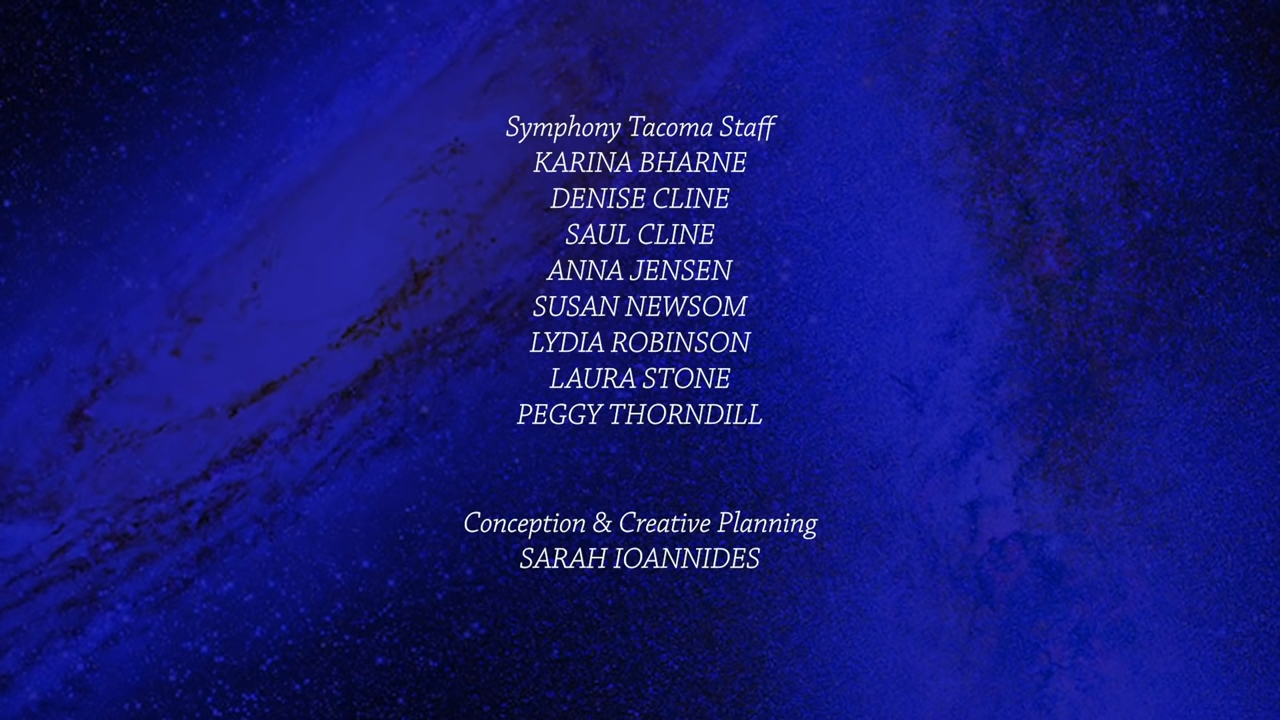 Symphony Tacoma Staff
KARINA BHARNE
DENISE CLINE
SAUL CLINE
ANNA JENSEN
SUSAN NEWSOM
LYDIA ROBINSON
LAURA STONE
PEGGY THORNDILL
Conception & Creative Planning
SARAH IOANNIDES